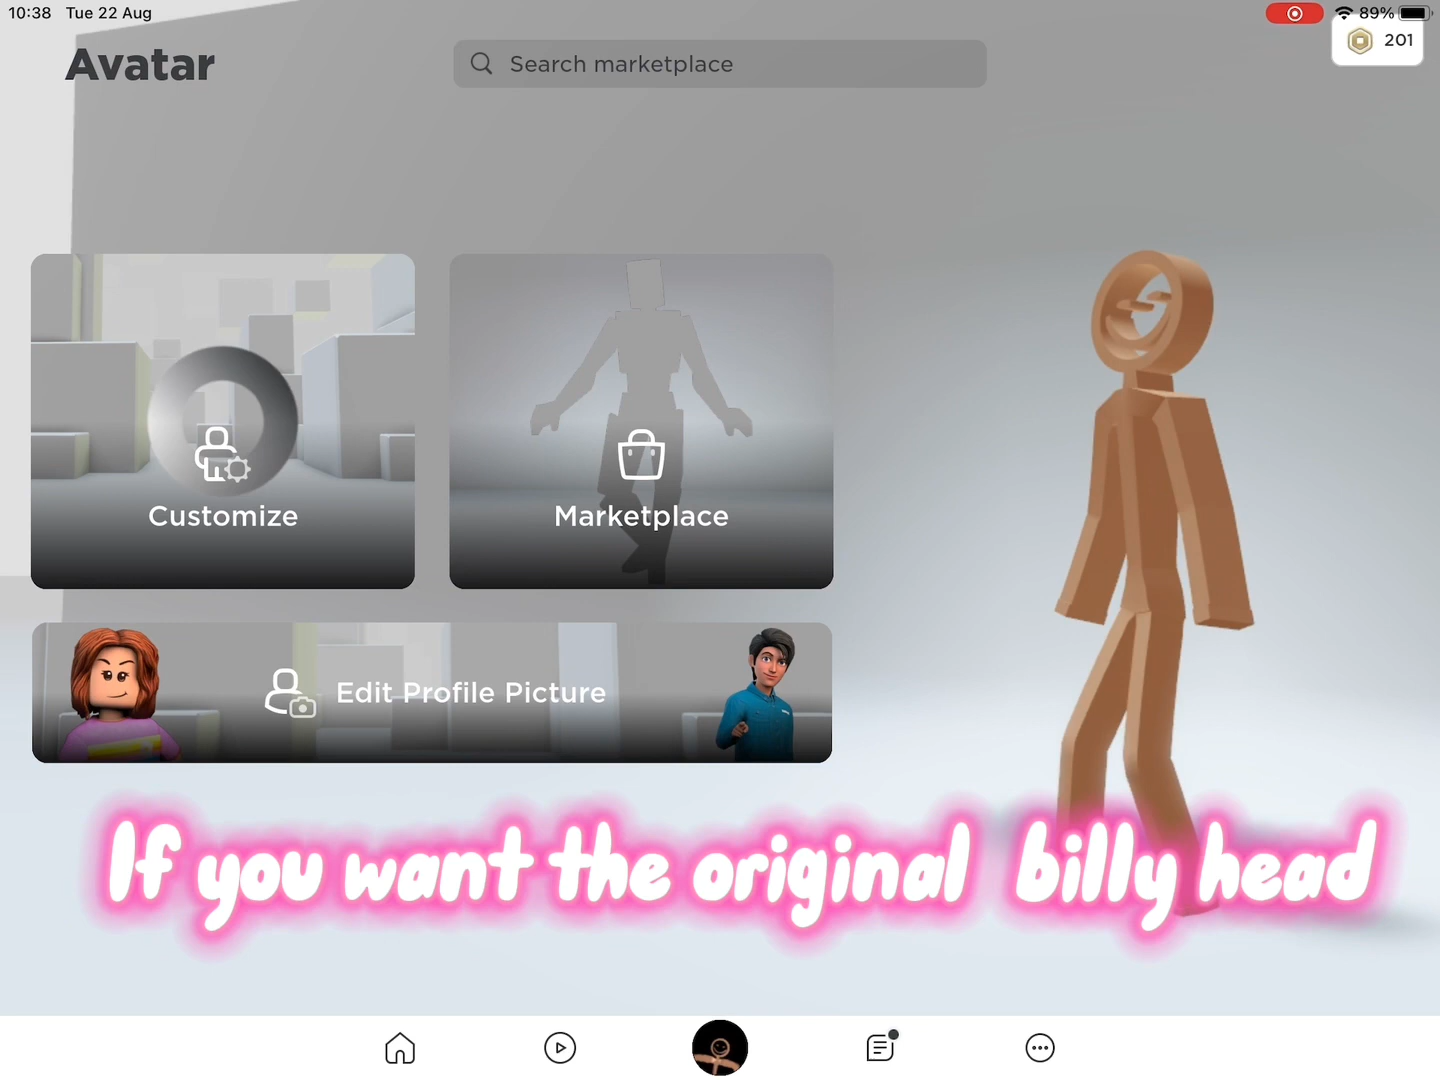 10:38 Tue 22 Aug
89%
201
Avatar
Search marketplace
Customize
Marketplace
Edit Profile Picture
If you want the original billy head